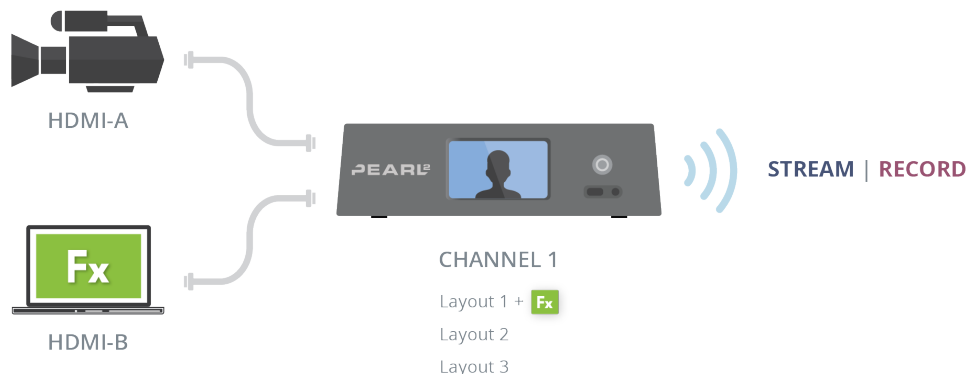 HDMI-A
PEARL2
STREAM | RECORD
Fx
HDMI-B
CHANNEL 1
Layout 1 + Fx
Layout 2
Layout 3